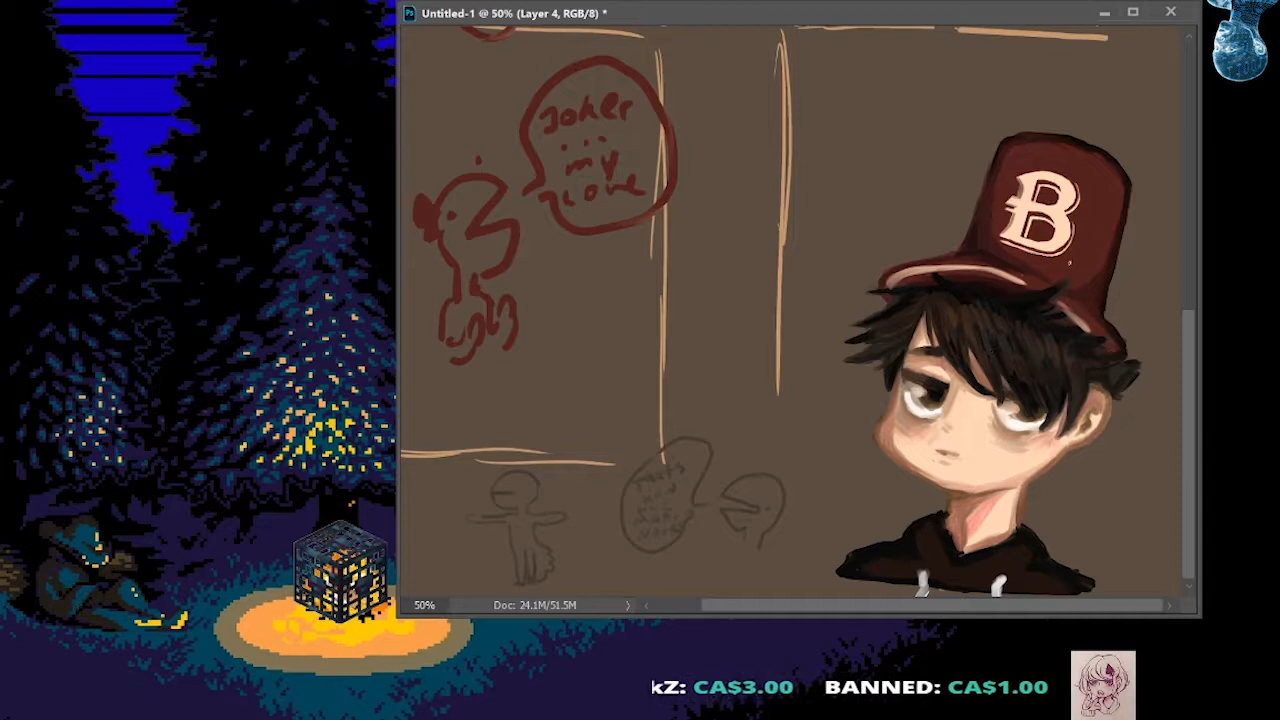 Untitled-1 @ 50% (Layer 4, RGB/8) *
Joker
...
my
Love
B
50%
Doc: 24.1M/51.5M
kZ: CA$3.00 BANNED: CA$1.00